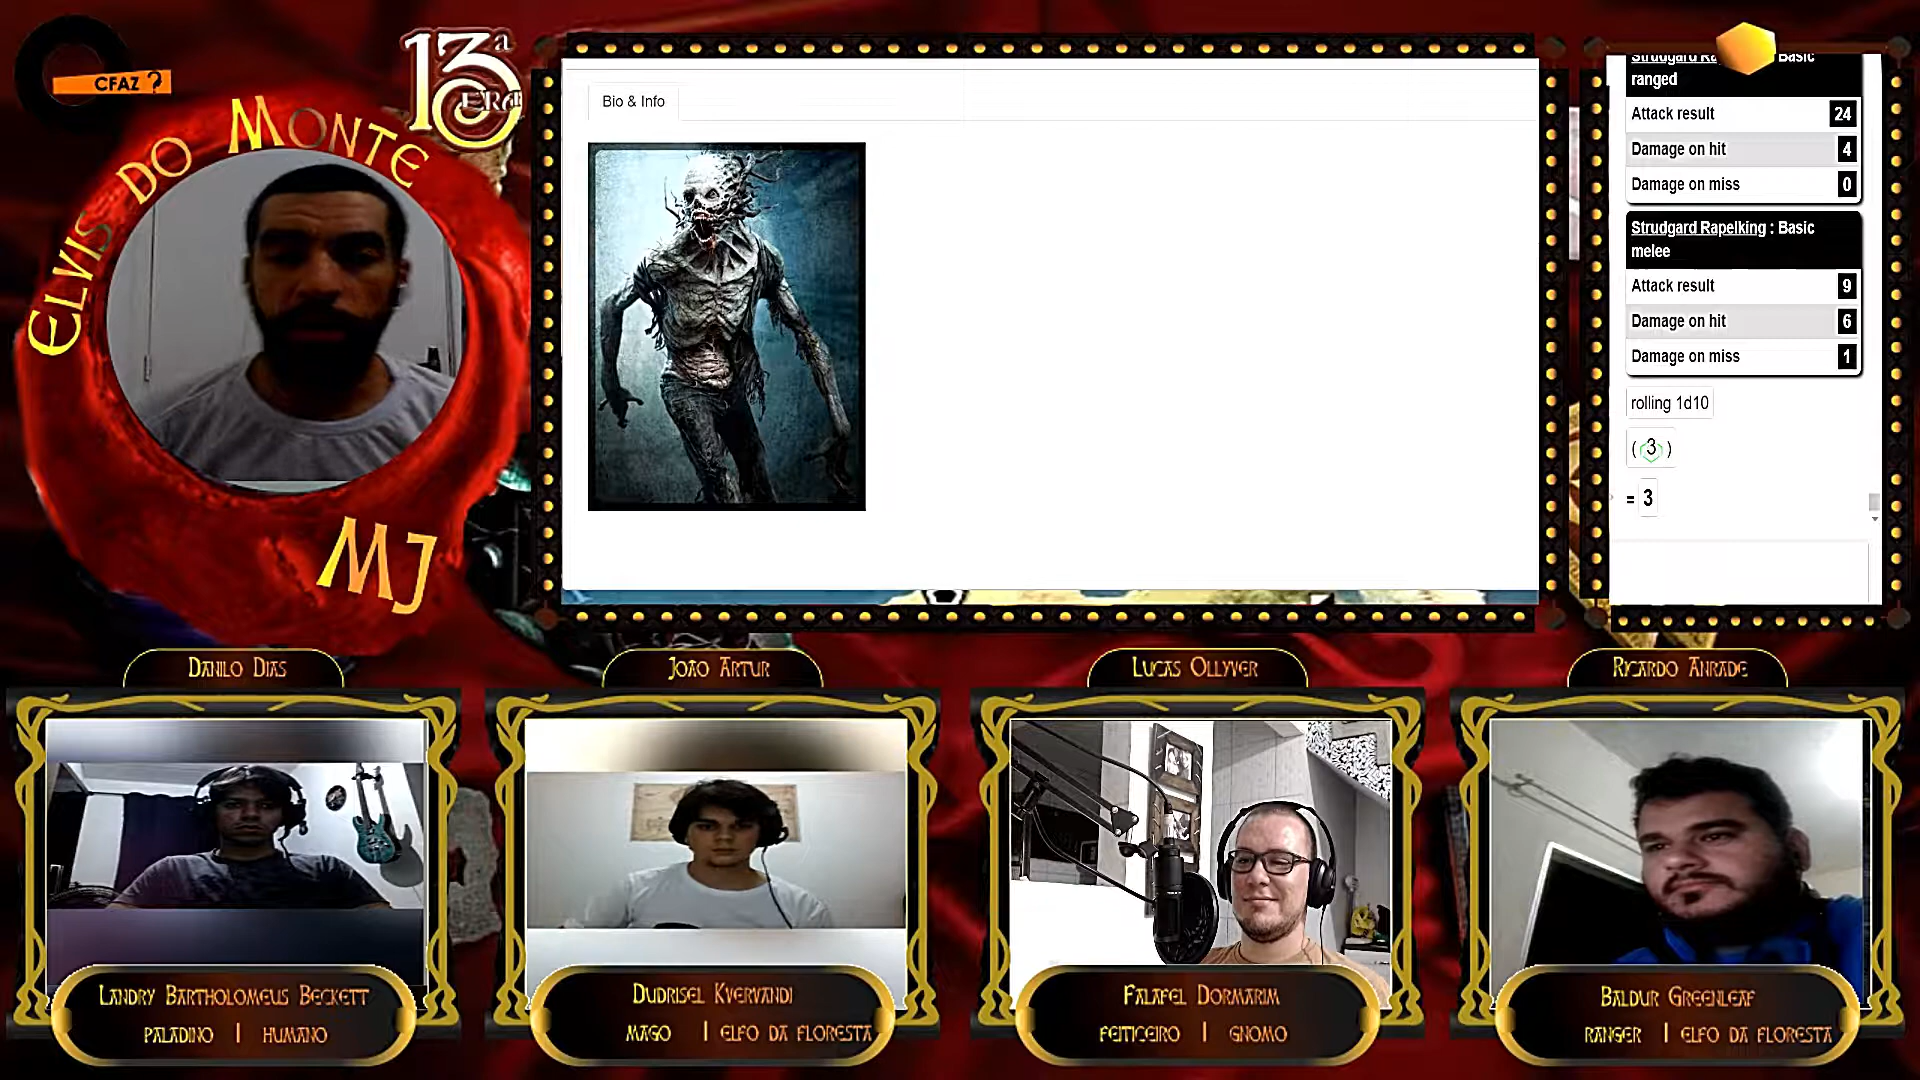 CFAZ ?
13ª
ERA
ELVIS DO MONTE
MJ
Bio & Info
Basic
ranged
Attack result 24
Damage on hit 4
Damage on miss 0
Strudgard Rapelking : Basic
melee
Attack result 9
Damage on hit 6
Damage on miss 1
rolling 1d10
( 3 )
= 3
DANILO DIAS
JOÃO ARTUR
LUCAS OLLYVER
RICARDO ANRADE
LANDRY BARTHOLOMEUS BECKETT
PALADINO | HUMANO
DUDRISEL KVERVANDI
MAGO | ELFO DA FLORESTA
FALAFEL DORMARIM
FEITICEIRO | GNOMO
BALDUR GREENLEAF
RANGER | ELFO DA FLORESTA